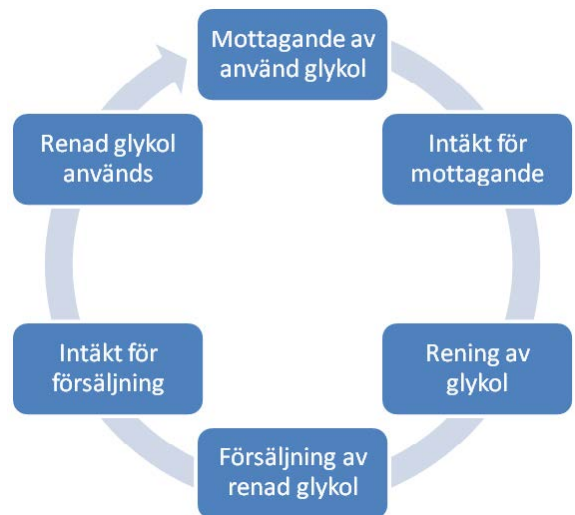 Mottagande av
använd glykol
Intäkt för
mottagande
Rening av
glykol
Försäljning av
renad glykol
Intäkt för
försäljning
Renad glykol
används